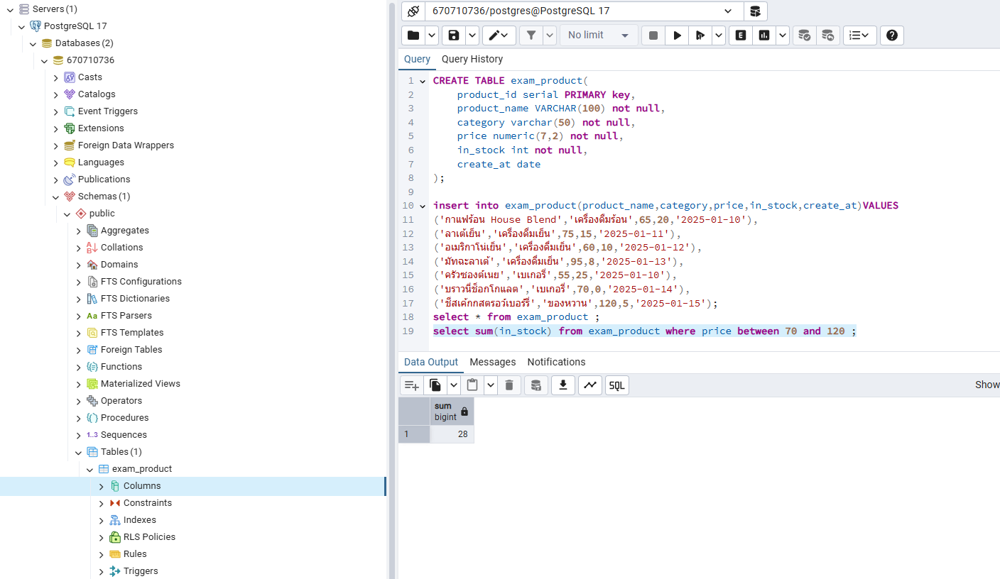 Servers (1)
PostgreSQL 17
Databases (2)
670710736
Casts
Catalogs
Event Triggers
Extensions
Foreign Data Wrappers
Languages
Publications
Schemas (1)
public
Aggregates
Collations
Domains
FTS Configurations
FTS Dictionaries
Aa FTS Parsers
FTS Templates
Foreign Tables
Functions
Materialized Views
Operators
Procedures
1..3 Sequences
Tables (1)
exam_product
Columns
Constraints
Indexes
RLS Policies
Rules
Triggers
670710736/postgres@PostgreSQL 17
No limit
E
Query Query History
1 CREATE TABLE exam_product(
2 product_id serial PRIMARY key,
3 product_name VARCHAR(100) not null,
4 category varchar(50) not null,
5 price numeric(7,2) not null,
6 in_stock int not null,
7 create_at date
8 );
9
10 insert into exam_product(product_name,category,price,in_stock,create_at)VALUES
11 ('กาแฟร้อน House Blend','เครื่องดื่มร้อน',65,20,'2025-01-10'),
12 ('ลาเต้เย็น','เครื่องดื่มเย็น',75,15,'2025-01-11'),
13 ('อเมริกาโน่เย็น','เครื่องดื่มเย็น',60,10,'2025-01-12'),
14 ('มัทฉะลาเต้','เครื่องดื่มเย็น',95,8,'2025-01-13'),
15 ('ครัวซองต์เนย','เบเกอรี่',55,25,'2025-01-10'),
16 ('บราวนี่ช็อกโกแลต','เบเกอรี่',70,0,'2025-01-14'),
17 ('ชีสเค้กกสตรอว์เบอร์รี่','ของหวาน',120,5,'2025-01-15');
18 select * from exam_product ;
19 select sum(in_stock) from exam_product where price between 70 and 120 ;
Data Output Messages Notifications
SQL
Show
sum
bigint
1 28